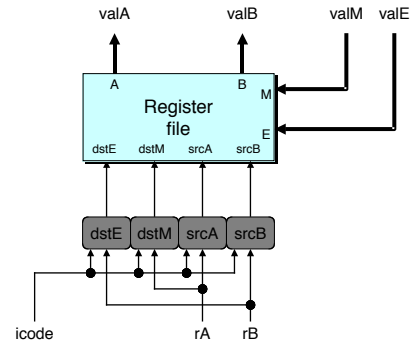 valA valB valM valE
A B M
Register
file
E
dstE dstM srcA srcB
dstE dstM srcA srcB
icode rA rB